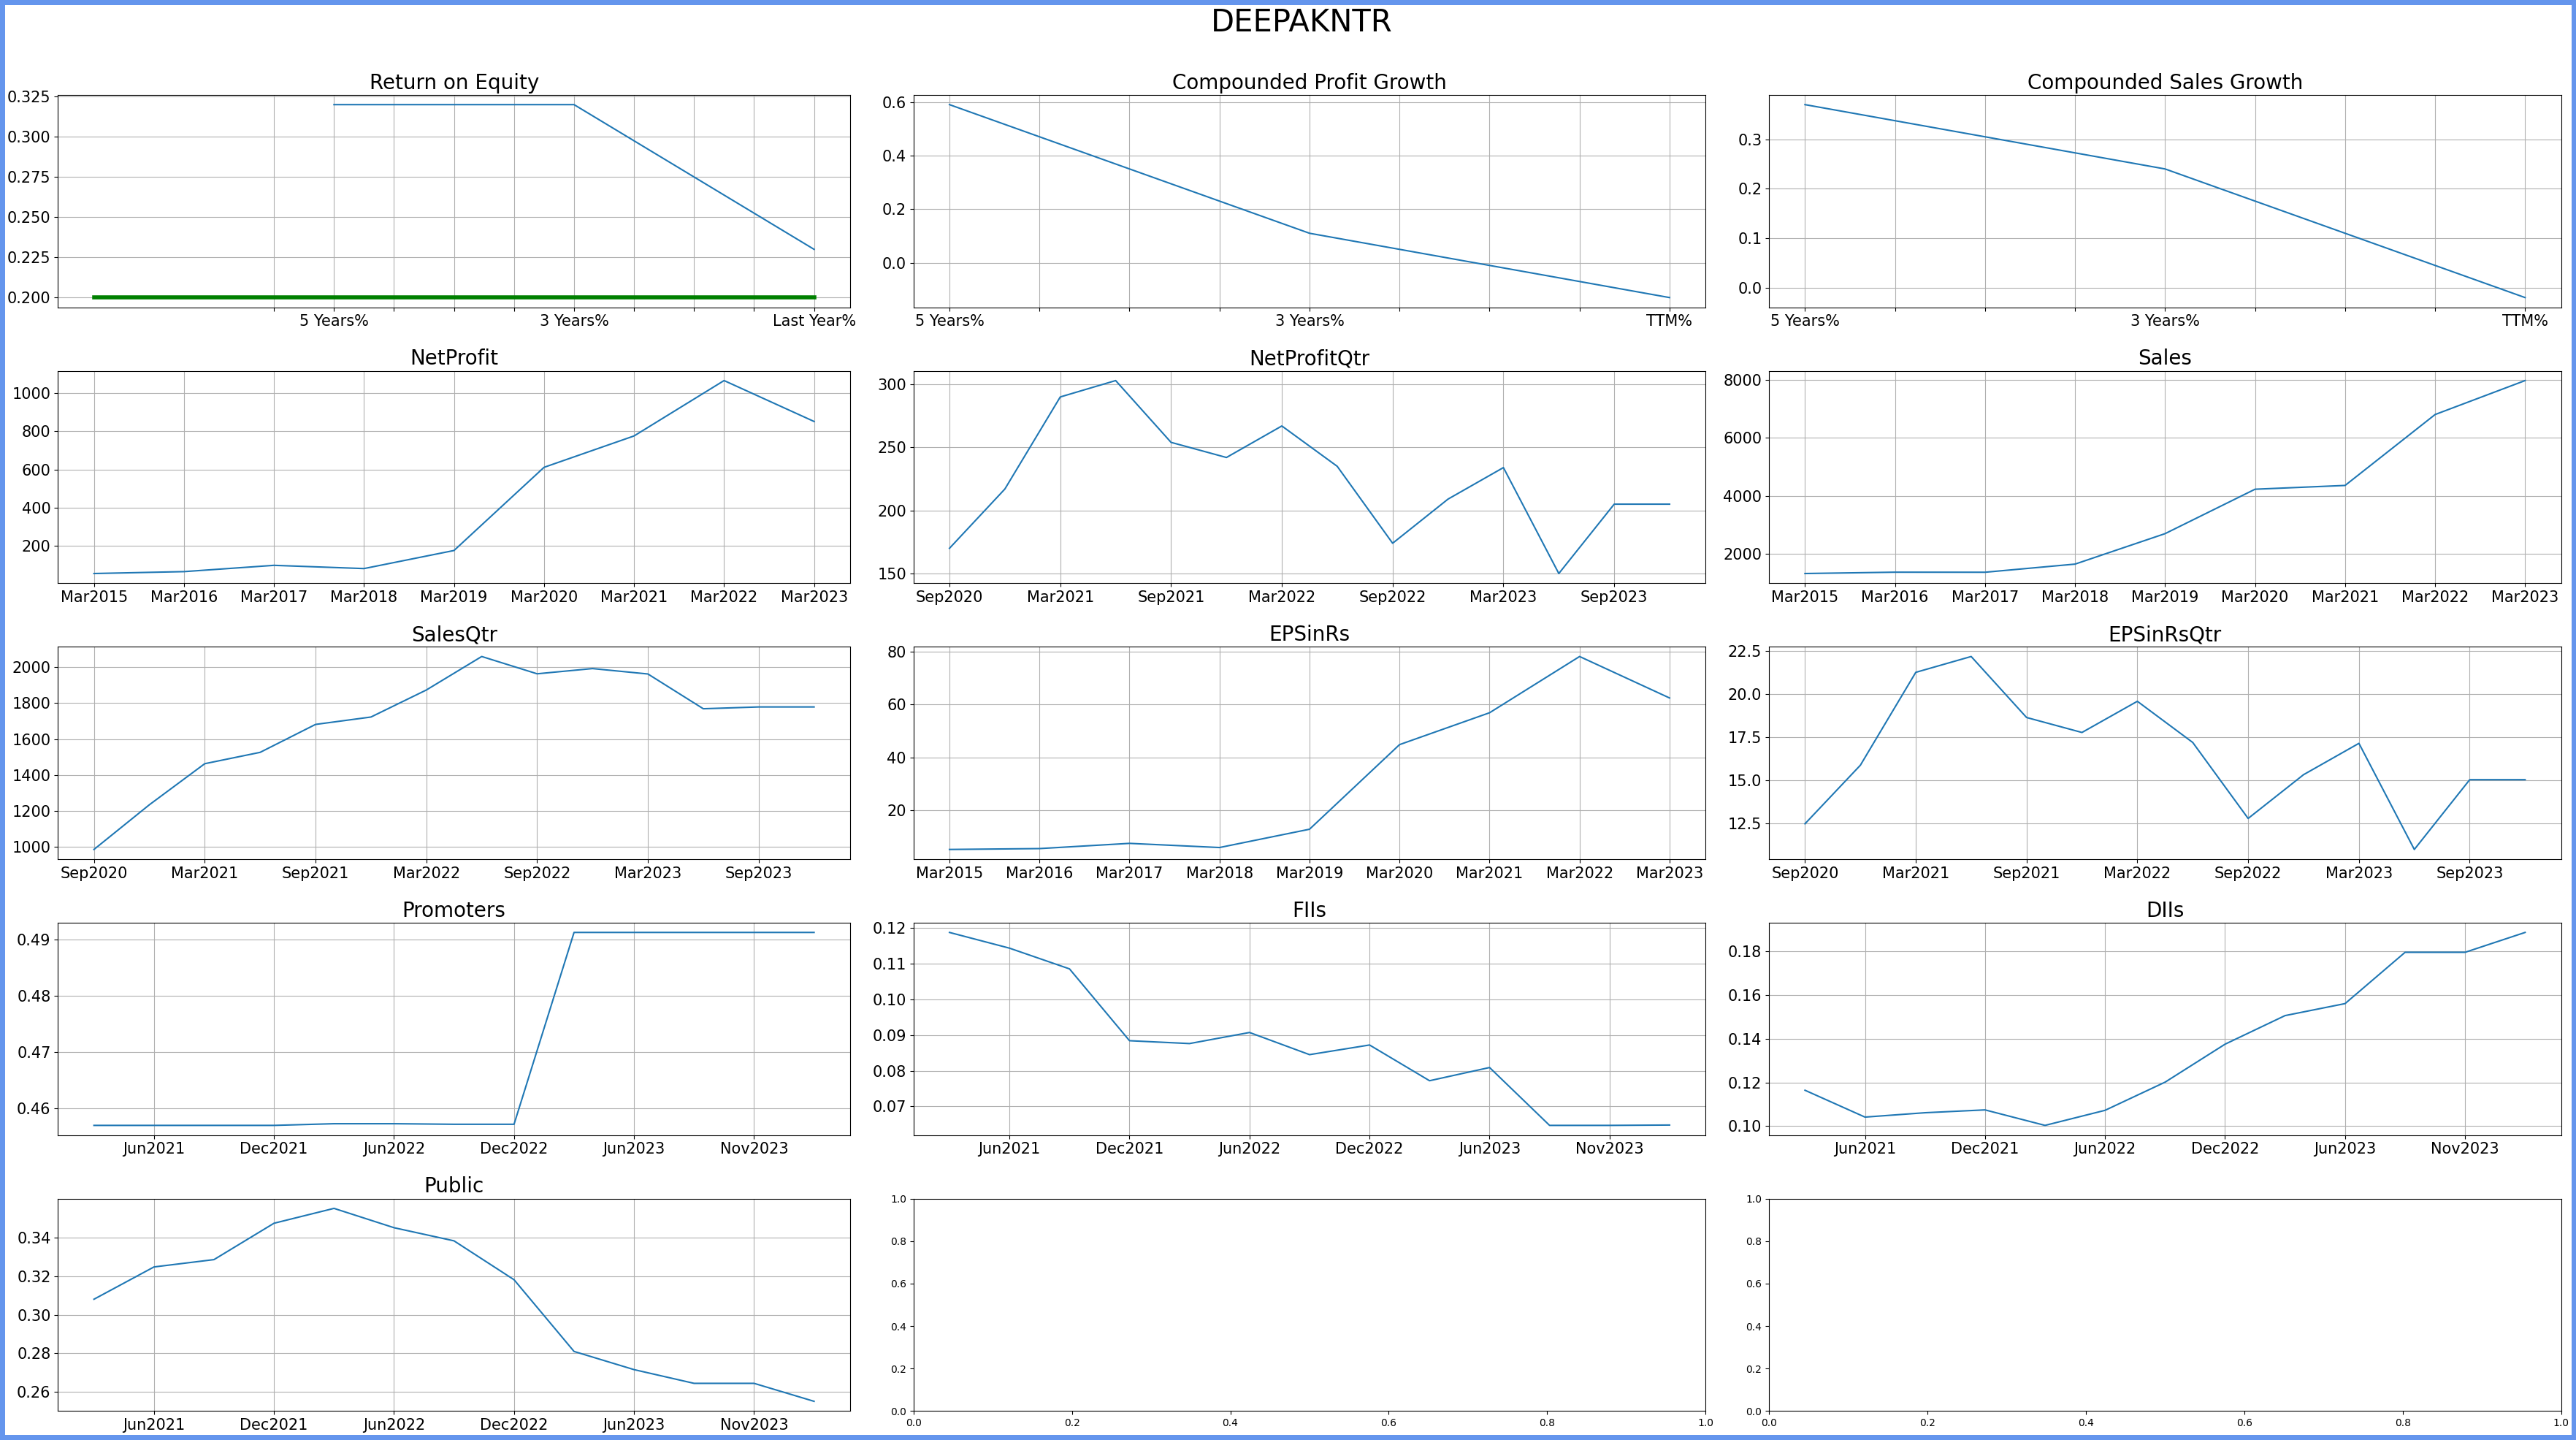 DEEPAKNTR
Return on Equity
0.325
0.300
0.275
0.250
0.225
0.200
5 Years% 3 Years% Last Year%
Compounded Profit Growth
0.6
0.4
0.2
0.0
5 Years% 3 Years% TTM%
Compounded Sales Growth
0.3
0.2
0.1
0.0
5 Years% 3 Years% TTM%
NetProfit
1000
800
600
400
200
Mar2015 Mar2016 Mar2017 Mar2018 Mar2019 Mar2020 Mar2021 Mar2022 Mar2023
NetProfitQtr
300
250
200
150
Sep2020 Mar2021 Sep2021 Mar2022 Sep2022 Mar2023 Sep2023
Sales
8000
6000
4000
2000
Mar2015 Mar2016 Mar2017 Mar2018 Mar2019 Mar2020 Mar2021 Mar2022 Mar2023
SalesQtr
2000
1800
1600
1400
1200
1000
Sep2020 Mar2021 Sep2021 Mar2022 Sep2022 Mar2023 Sep2023
EPSinRs
80
60
40
20
Mar2015 Mar2016 Mar2017 Mar2018 Mar2019 Mar2020 Mar2021 Mar2022 Mar2023
EPSinRsQtr
22.5
20.0
17.5
15.0
12.5
Sep2020 Mar2021 Sep2021 Mar2022 Sep2022 Mar2023 Sep2023
Promoters
0.49
0.48
0.47
0.46
Jun2021 Dec2021 Jun2022 Dec2022 Jun2023 Nov2023
FIIs
0.12
0.11
0.10
0.09
0.08
0.07
Jun2021 Dec2021 Jun2022 Dec2022 Jun2023 Nov2023
DIIs
0.18
0.16
0.14
0.12
0.10
Jun2021 Dec2021 Jun2022 Dec2022 Jun2023 Nov2023
Public
0.34
0.32
0.30
0.28
0.26
Jun2021 Dec2021 Jun2022 Dec2022 Jun2023 Nov2023
1.0
0.8
0.6
0.4
0.2
0.0
0.0 0.2 0.4 0.6 0.8 1.0
1.0
0.8
0.6
0.4
0.2
0.0
0.0 0.2 0.4 0.6 0.8 1.0